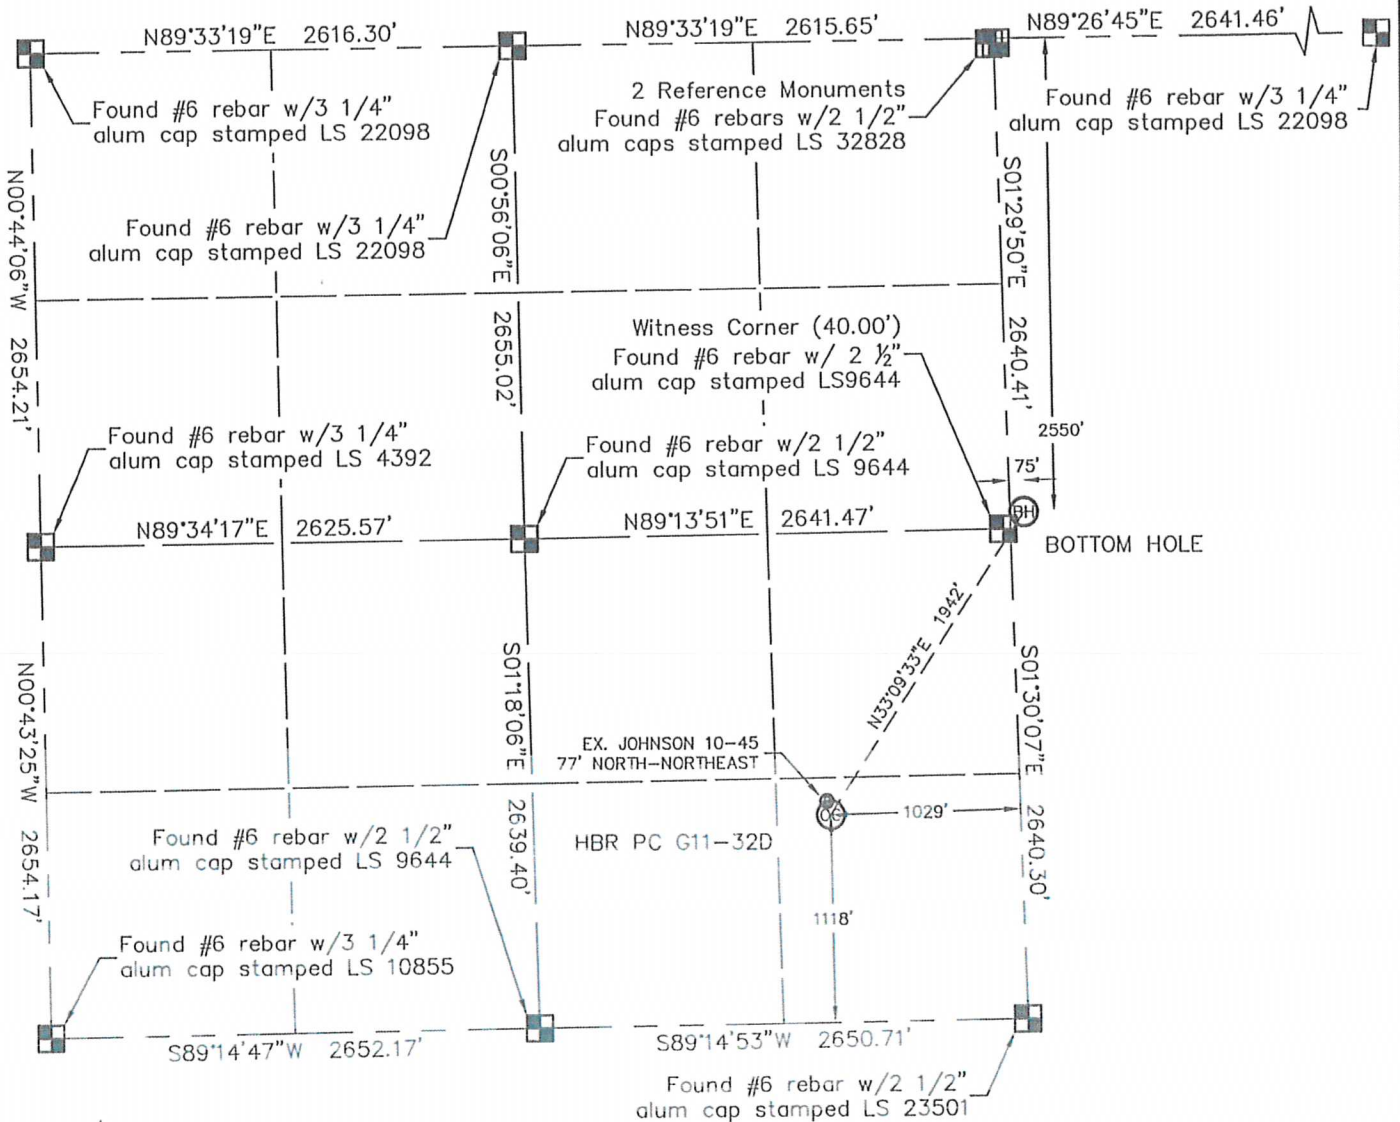 N89°33'19"E 2616.30'
N89°33'19"E 2615.65'
N89°26'45"E 2641.46'
Found #6 rebar w/3 1/4"
alum cap stamped LS 22098
2 Reference Monuments
Found #6 rebars w/2 1/2"
alum caps stamped LS 32828
Found #6 rebar w/3 1/4"
alum cap stamped LS 22098
Found #6 rebar w/3 1/4"
alum cap stamped LS 22098
N00°44'06"W 2654.21'
S00°56'06"E 2655.02'
S01°29'50"E 2640.41'
Witness Corner (40.00')
Found #6 rebar w/ 2 ½"
alum cap stamped LS9644
2550'
75'
Found #6 rebar w/3 1/4"
alum cap stamped LS 4392
Found #6 rebar w/2 1/2"
alum cap stamped LS 9644
N89°34'17"E 2625.57'
N89°13'51"E 2641.47'
BH
BOTTOM HOLE
N33°09'33"E 1942'
N00°43'25"W 2654.17'
S01°18'06"E 2639.40'
S01°30'07"E 2640.30'
EX. JOHNSON 10-45
77' NORTH-NORTHEAST
OG
1029'
HBR PC G11-32D
1118'
Found #6 rebar w/2 1/2"
alum cap stamped LS 9644
Found #6 rebar w/3 1/4"
alum cap stamped LS 10855
S89°14'47"W 2652.17'
S89°14'53"W 2650.71'
Found #6 rebar w/2 1/2"
alum cap stamped LS 23501